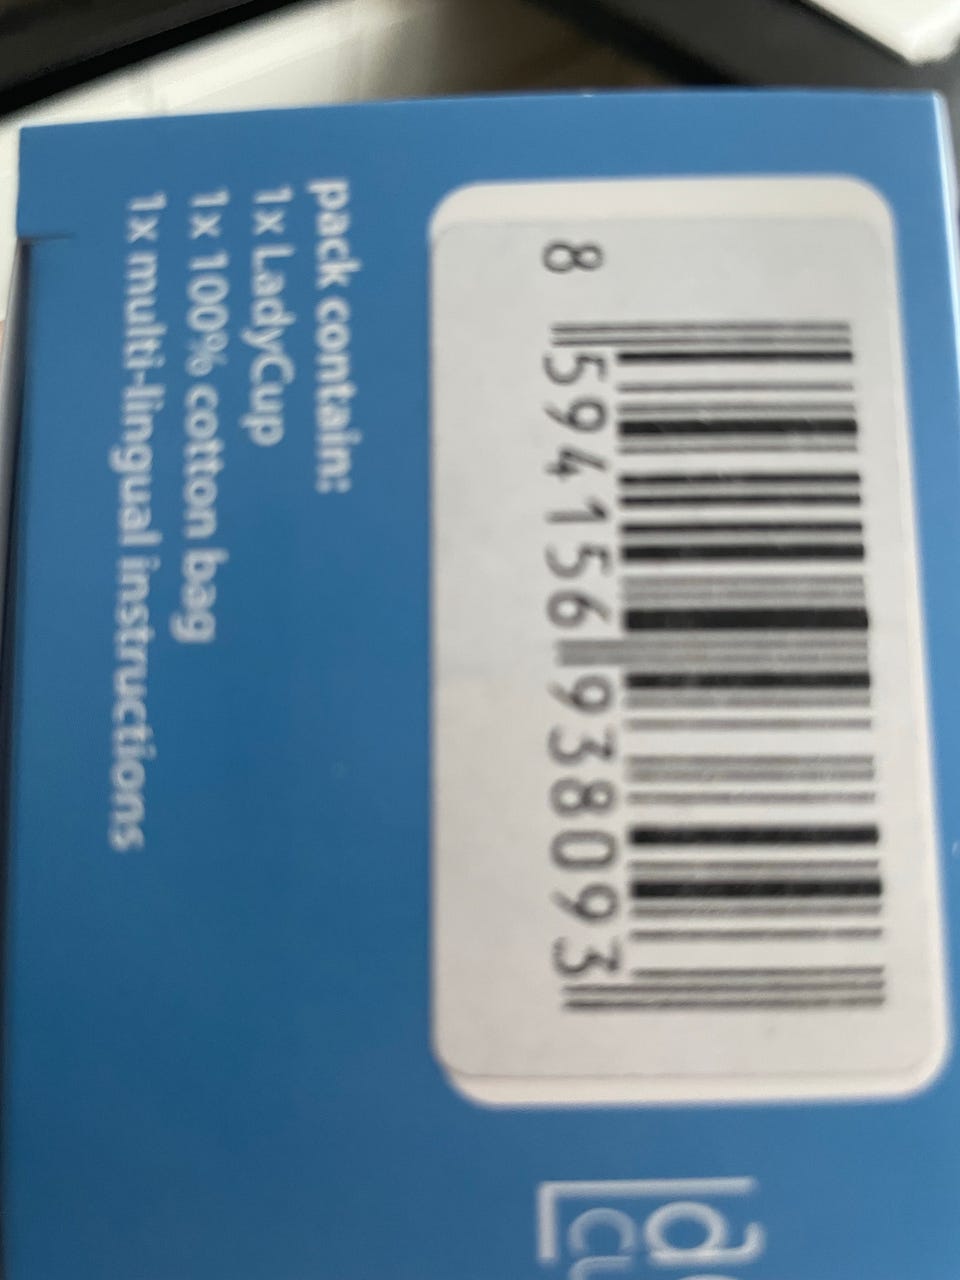 8 594156 938093
pack contain:
1x LadyCup
1x 100% cotton bag
1x multi-lingual instructions